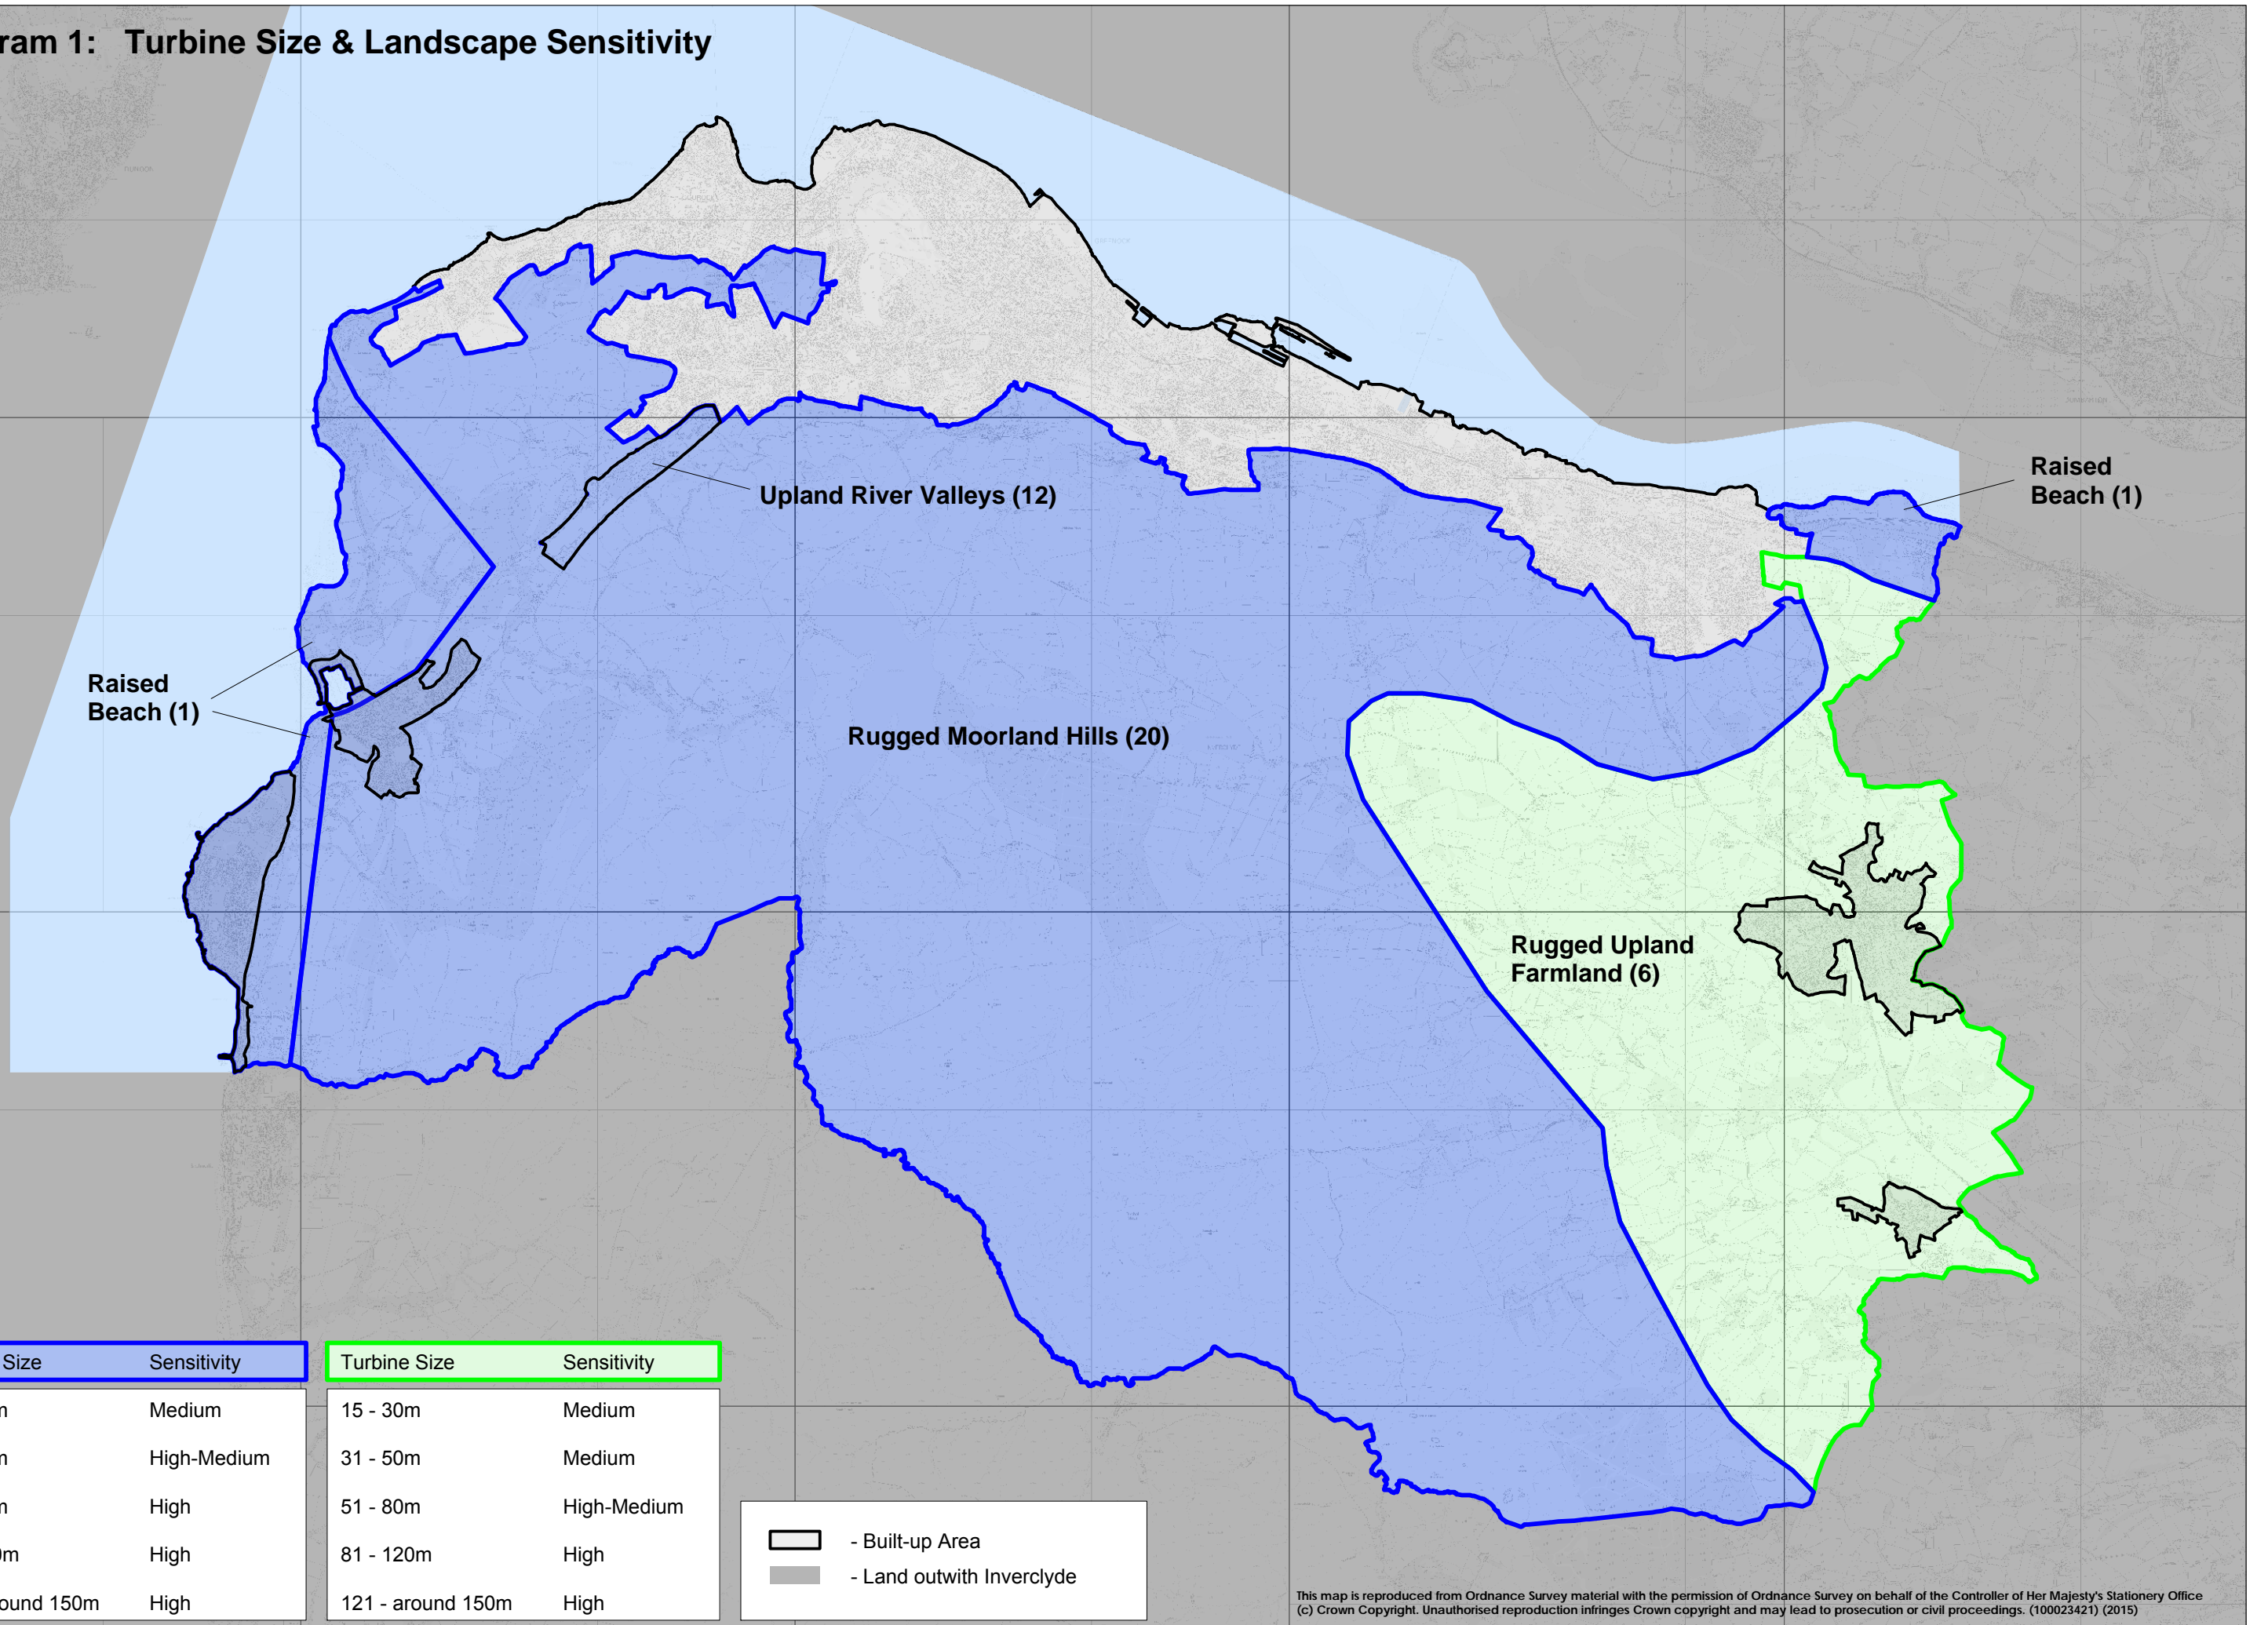 ram 1: Turbine Size & Landscape Sensitivity
Upland River Valleys (12)
Raised
Beach (1)
Raised
Beach (1)
Rugged Moorland Hills (20)
Rugged Upland
Farmland (6)
Size Sensitivity
m Medium
m High-Medium
m High
0m High
ound 150m High
Turbine Size Sensitivity
15 - 30m Medium
31 - 50m Medium
51 - 80m High-Medium
81 - 120m High
121 - around 150m High
- Built-up Area
- Land outwith Inverclyde
This map is reproduced from Ordnance Survey material with the permission of Ordnance Survey on behalf of the Controller of Her Majesty's Stationery Office
(c) Crown Copyright. Unauthorised reproduction infringes Crown copyright and may lead to prosecution or civil proceedings. (100023421) (2015)